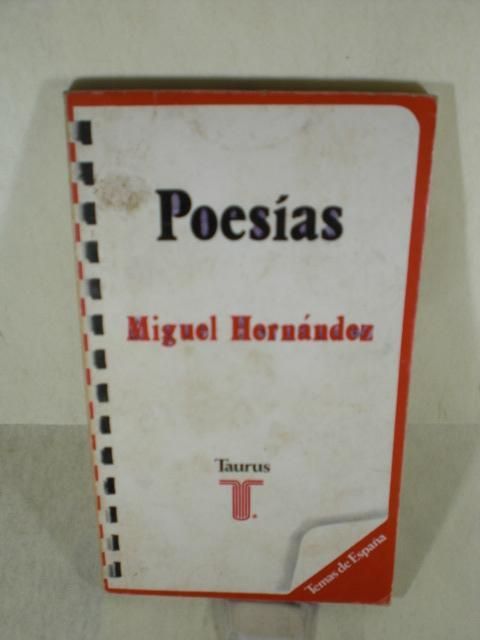 Poesías
Miguel Hernández
Taurus
Temas de España